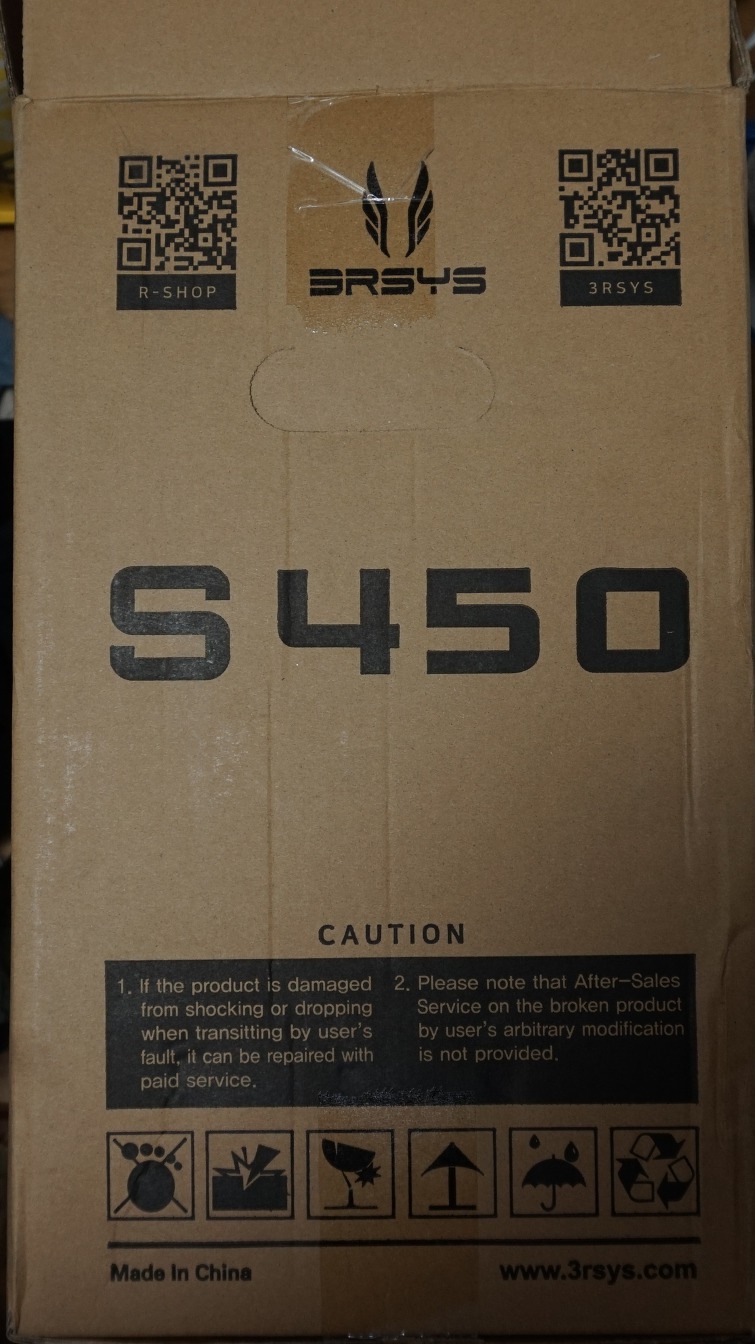 R-SHOP
3RSYS
3RSYS
S450
CAUTION
1. If the product is damaged
from shocking or dropping
when transitting by user's
fault, it can be repaired with
paid service.
2. Please note that After-Sales
Service on the broken product
by user's arbitrary modification
is not provided.
Made In China
www.3rsys.com